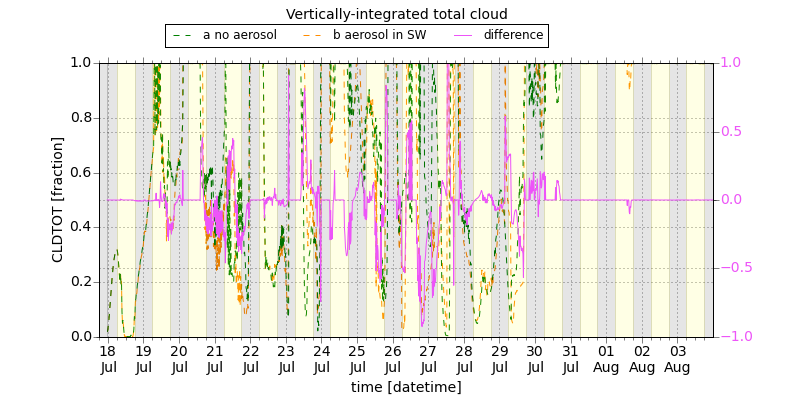 Vertically-integrated total cloud
a no aerosol b aerosol in SW difference
1.0 1.0
0.8
0.5
0.6
0.0
0.4
−0.5
0.2
0.0 −1.0
CLDTOT [fraction]
18 19 20 21 22 23 24 25 26 27 28 29 30 31 01 02 03
Jul Jul Jul Jul Jul Jul Jul Jul Jul Jul Jul Jul Jul Jul Aug Aug Aug
time [datetime]